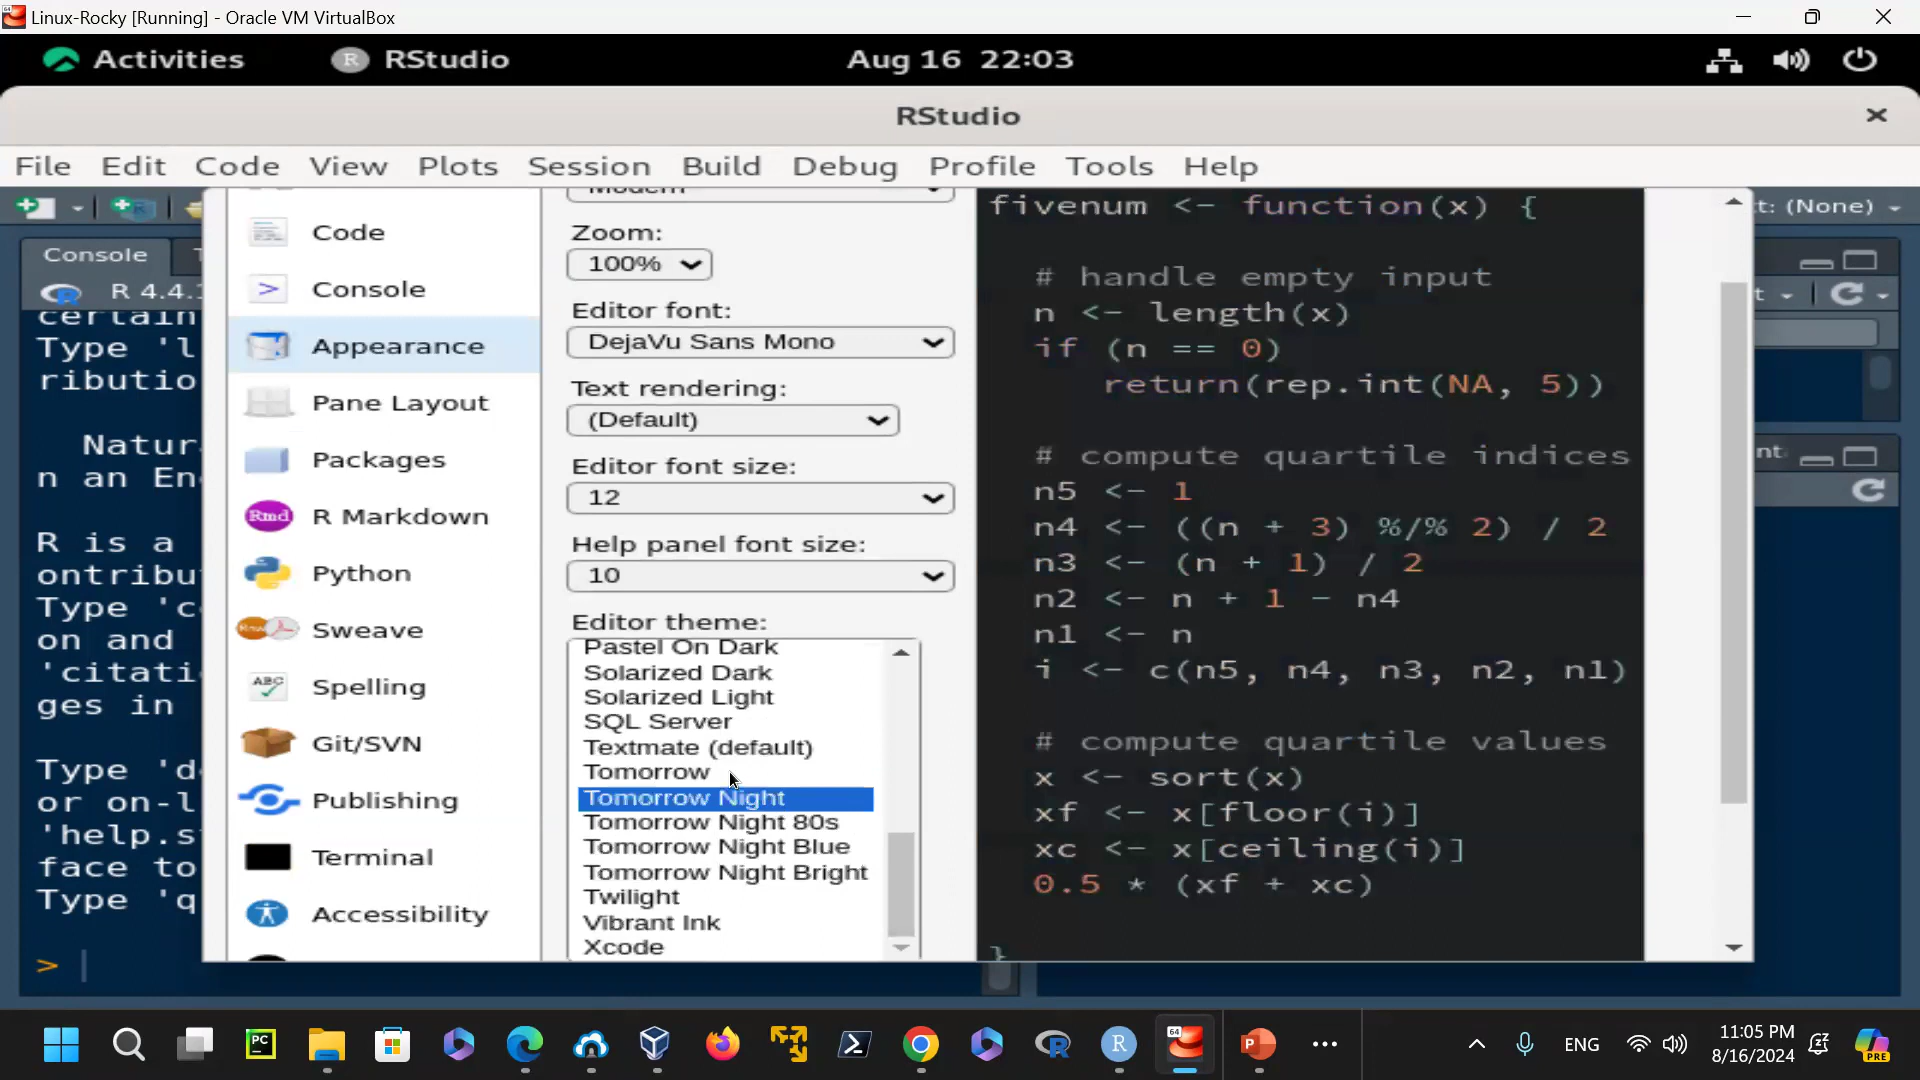 Linux-Rocky [Running] - Oracle VM VirtualBox
Activities
RStudio
Aug 16 22:03
RStudio
File Edit Code View Plots Session Build Debug Profile Tools Help
t: (None)
Console
R 4.4.
certain
Type 'l
ributio
Natur
n an En
R is a
ontribu
Type 'c
on and
'citati
ges in
Type 'd
or on-l
'help.s
face to
Type 'q
>
Code
Console
Appearance
Pane Layout
Packages
Rmd R Markdown
Python
Sweave
ABC Spelling
Git/SVN
Publishing
Terminal
Accessibility
Modern
Zoom:
100%
Editor font:
DejaVu Sans Mono
Text rendering:
(Default)
Editor font size:
12
Help panel font size:
10
Editor theme:
Pastel On Dark
Solarized Dark
Solarized Light
SQL Server
Textmate (default)
Tomorrow
Tomorrow Night
Tomorrow Night 80s
Tomorrow Night Blue
Tomorrow Night Bright
Twilight
Vibrant Ink
Xcode
fivenum <- function(x) {
# handle empty input
n <- length(x)
if (n == 0)
return(rep.int(NA, 5))
# compute quartile indices
n5 <- 1
n4 <- ((n + 3) %/% 2) / 2
n3 <- (n + 1) / 2
n2 <- n + 1 - n4
n1 <- n
i <- c(n5, n4, n3, n2, n1)
# compute quartile values
x <- sort(x)
xf <- x[floor(i)]
xc <- x[ceiling(i)]
0.5 * (xf + xc)
}
ENG
11:05 PM
8/16/2024
PRE